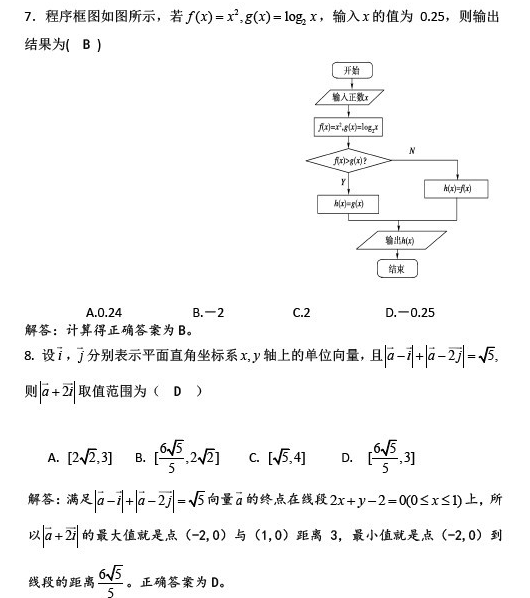 7. 程序框图如图所示，若 f(x)=x²,g(x)=log₂ x，输入 x 的值为 0.25，则输出
结果为( B )
开始
输入正数x
f(x)=x²,g(x)=log₂x
f(x)>g(x)?
N
Y
h(x)=g(x)
h(x)=f(x)
输出h(x)
结束
A.0.24 B.－2 C.2 D.－0.25
解答：计算得正确答案为 B。
8. 设 i⃗，j⃗ 分别表示平面直角坐标系 x,y 轴上的单位向量，且 |a⃗−i⃗|+|a⃗−2j⃗|=√5,
则 |a⃗+2i⃗| 取值范围为（ D ）
A. [2√2,3] B. [6√5/5,2√2] C. [√5,4] D. [6√5/5,3]
解答：满足 |a⃗−i⃗|+|a⃗−2j⃗|=√5 向量 a⃗ 的终点在线段 2x+y−2=0(0≤x≤1) 上，所
以 |a⃗+2i⃗| 的最大值就是点（-2,0）与（1,0）距离 3，最小值就是点（-2,0）到
线段的距离 6√5/5。正确答案为 D。